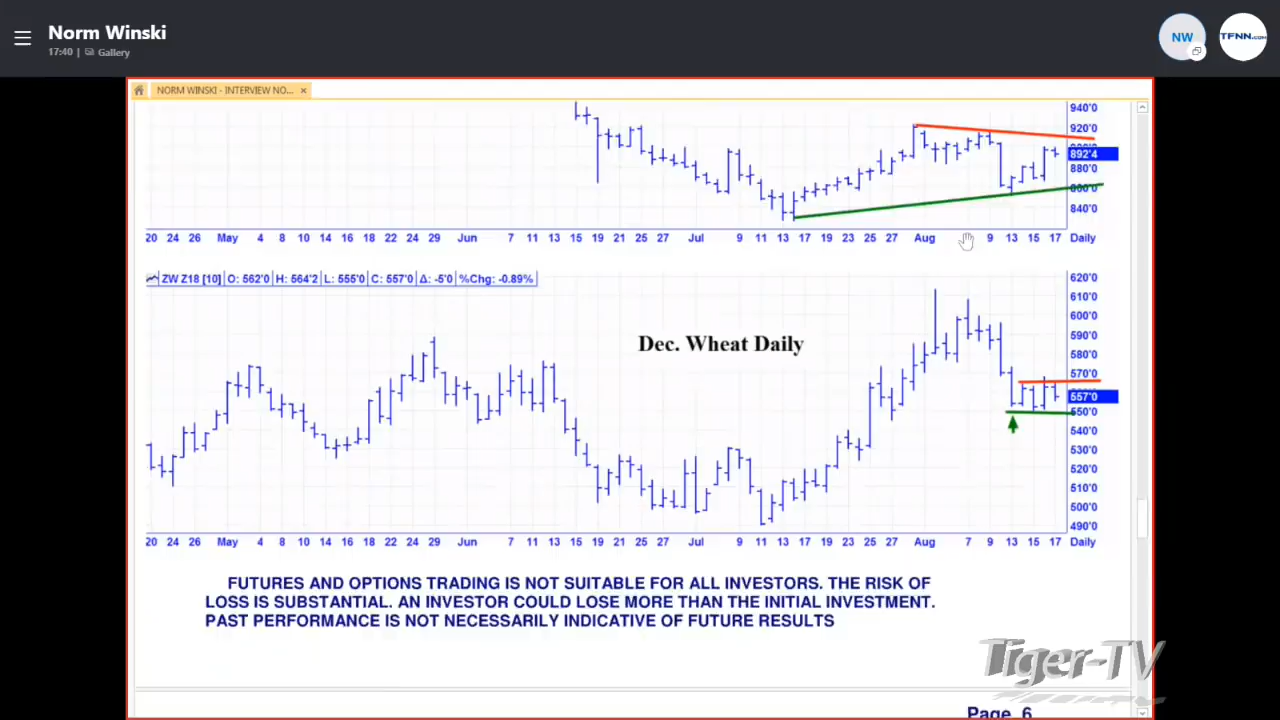 Norm Winski
17:40 | Gallery
NW
TFNN.COM
NORM WINSKI - INTERVIEW NO... ×
940'0
920'0
892'4
880'0
860'0
840'0
20 24 26 May 4 8 10 14 16 18 22 24 29 Jun 7 11 13 15 19 21 25 27 Jul 9 11 13 17 19 23 25 27 Aug 9 13 15 17 Daily
ZW Z18 [10] O: 562'0 H: 564'2 L: 555'0 C: 557'0 Δ: -5'0 %Chg: -0.89%
Dec. Wheat Daily
620'0
610'0
600'0
590'0
580'0
570'0
557'0
550'0
540'0
530'0
520'0
510'0
500'0
490'0
20 24 26 May 4 8 10 14 16 18 22 24 29 Jun 7 11 13 15 19 21 25 27 Jul 9 11 13 17 19 23 25 27 Aug 7 9 13 15 17 Daily
FUTURES AND OPTIONS TRADING IS NOT SUITABLE FOR ALL INVESTORS. THE RISK OF
LOSS IS SUBSTANTIAL. AN INVESTOR COULD LOSE MORE THAN THE INITIAL INVESTMENT.
PAST PERFORMANCE IS NOT NECESSARILY INDICATIVE OF FUTURE RESULTS
Tiger-TV
Page 6